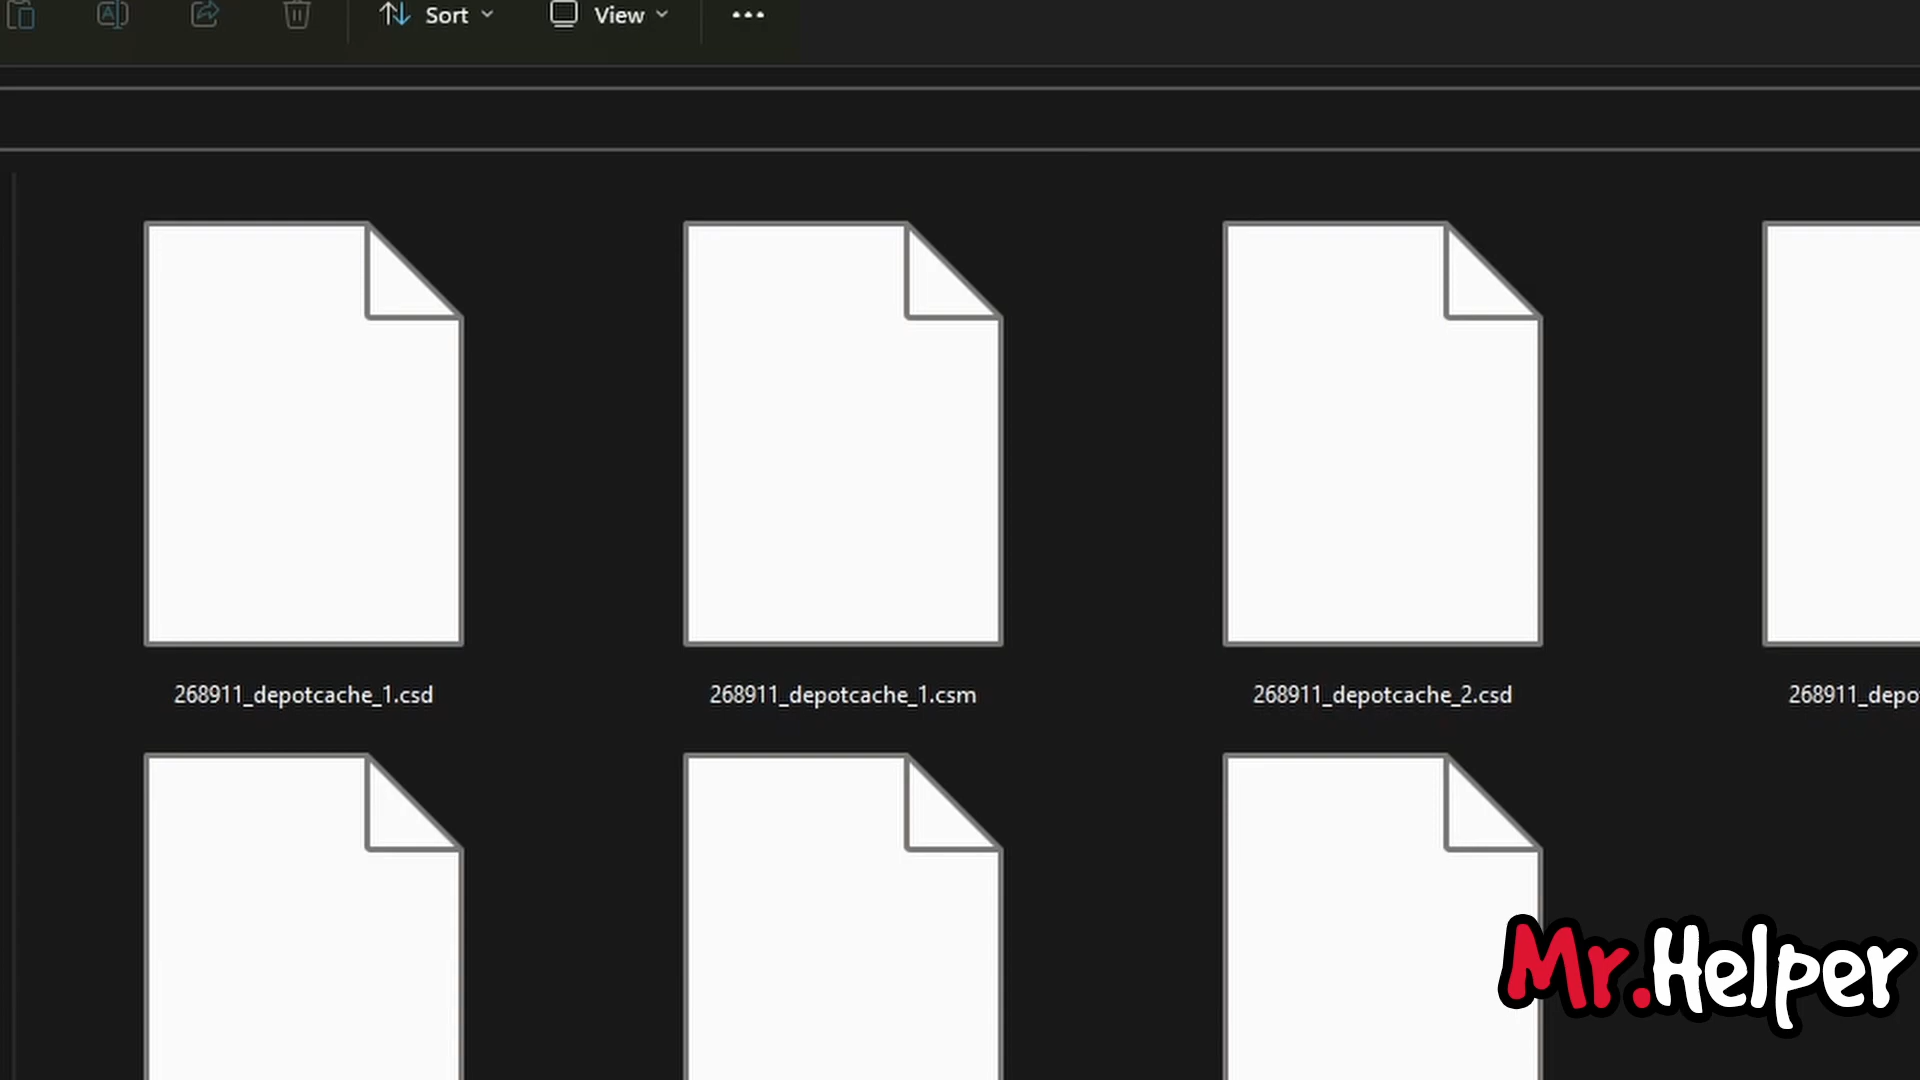 Sort
View
268911_depotcache_1.csd
268911_depotcache_1.csm
268911_depotcache_2.csd
268911_depo
Mr.Helper